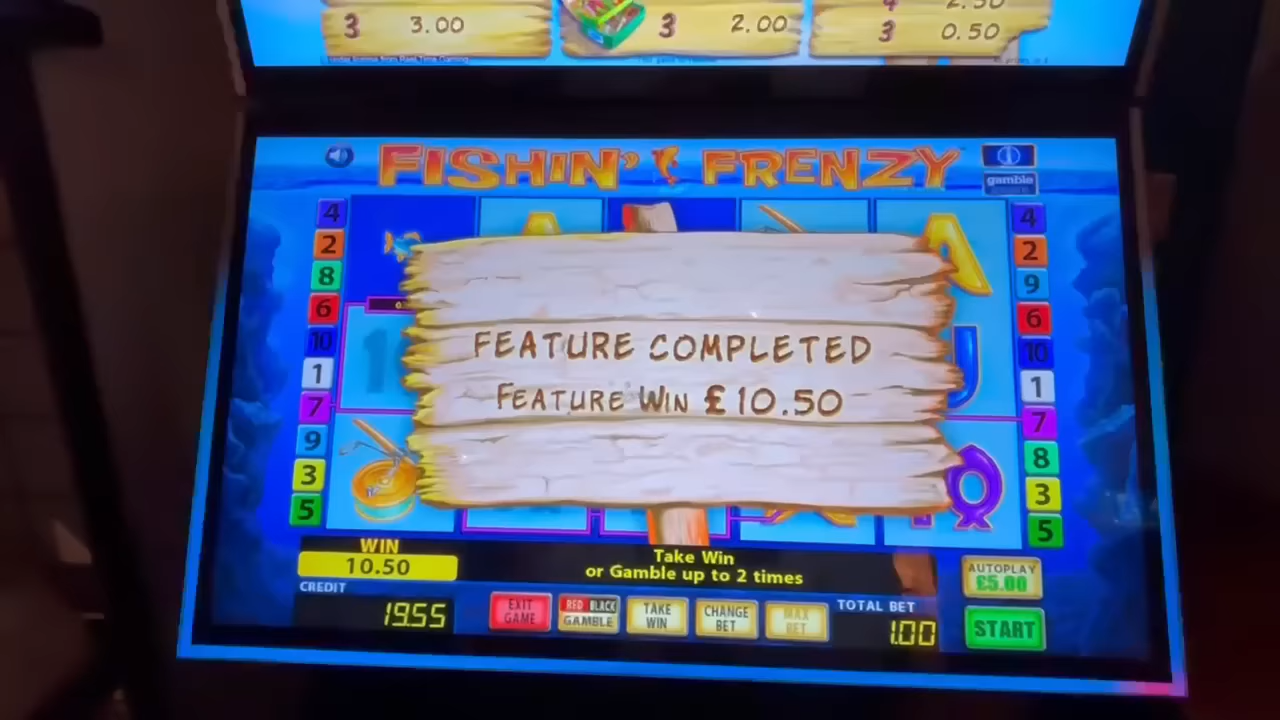 3 3.00
3 2.00
3 0.50
FISHIN' FRENZY
gamble
4
2
8
6
10
1
7
9
3
5
4
2
9
6
10
1
7
8
3
5
A
FEATURE COMPLETED
FEATURE WIN £10.50
WIN
10.50
Take Win
or Gamble up to 2 times
CREDIT
19.55
EXIT
GAME
RED BLACK
GAMBLE
TAKE
WIN
CHANGE
BET
MAX
BET
TOTAL BET
1.00
AUTOPLAY
£5.00
START